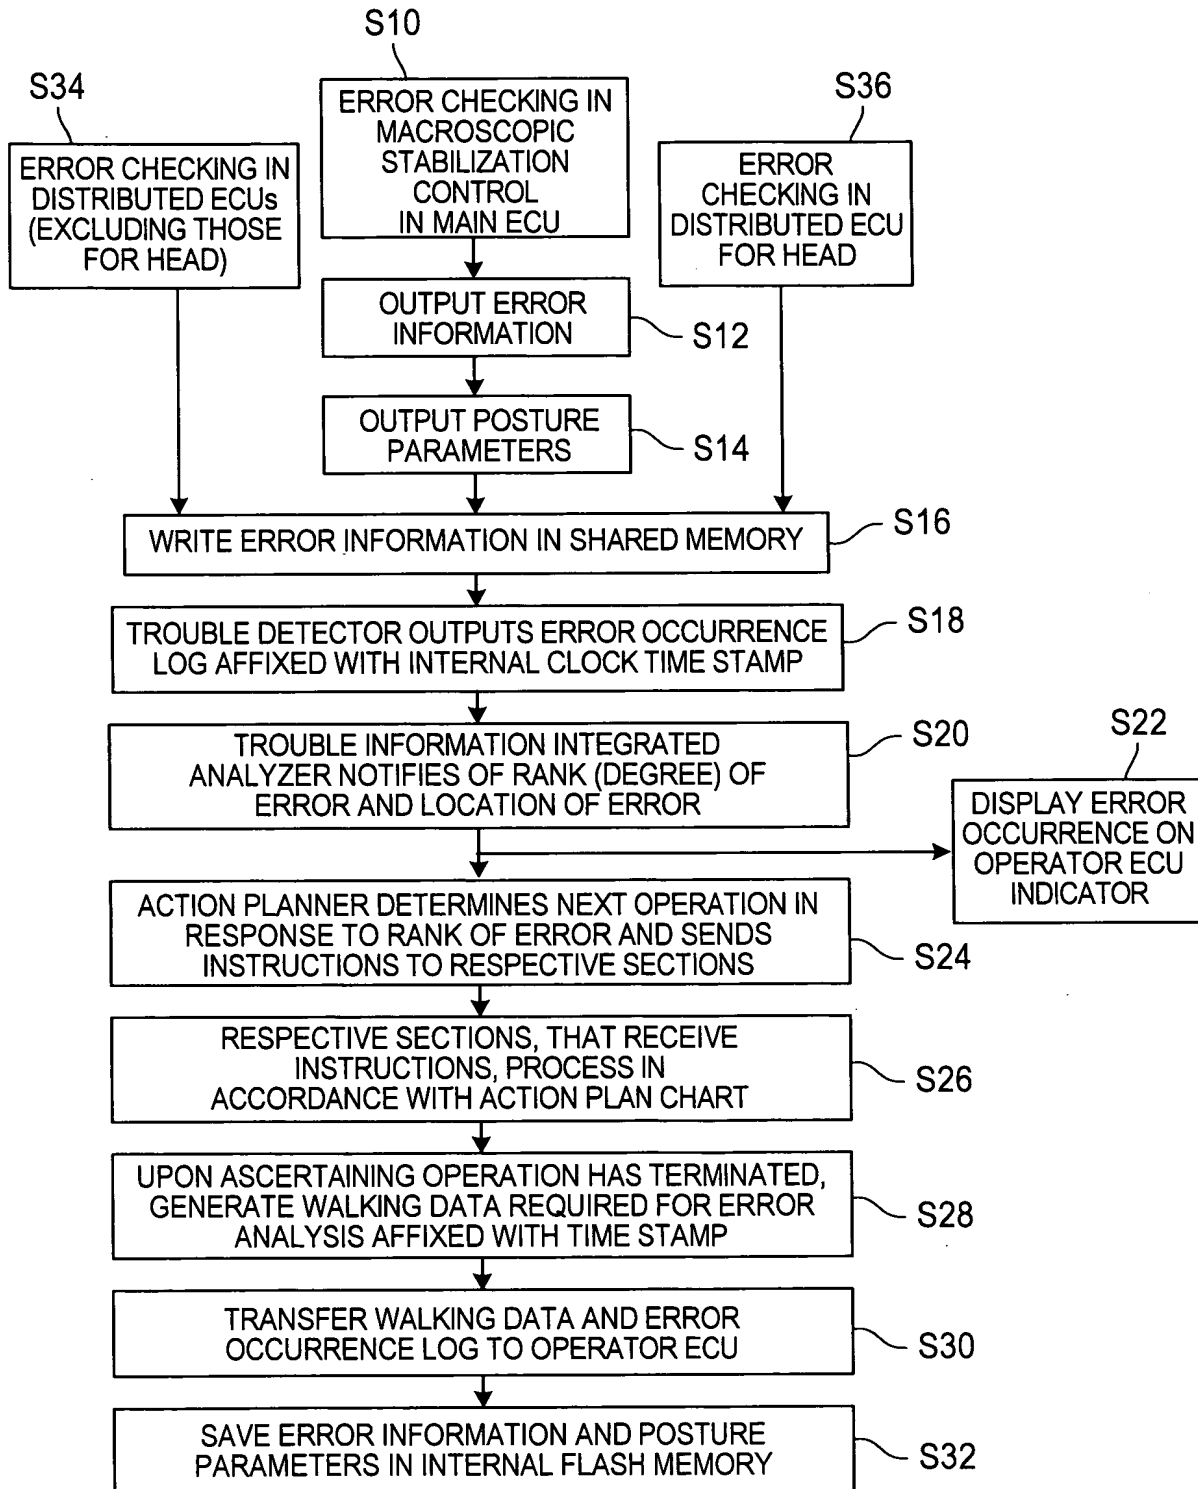 S10
S34
S36
ERROR CHECKING IN
MACROSCOPIC
STABILIZATION
CONTROL
IN MAIN ECU
ERROR CHECKING IN
DISTRIBUTED ECUs
(EXCLUDING THOSE
FOR HEAD)
ERROR
CHECKING IN
DISTRIBUTED ECU
FOR HEAD
OUTPUT ERROR
INFORMATION
S12
OUTPUT POSTURE
PARAMETERS
S14
WRITE ERROR INFORMATION IN SHARED MEMORY
S16
TROUBLE DETECTOR OUTPUTS ERROR OCCURRENCE
LOG AFFIXED WITH INTERNAL CLOCK TIME STAMP
S18
TROUBLE INFORMATION INTEGRATED
ANALYZER NOTIFIES OF RANK (DEGREE) OF
ERROR AND LOCATION OF ERROR
S20
S22
DISPLAY ERROR
OCCURRENCE ON
OPERATOR ECU
INDICATOR
ACTION PLANNER DETERMINES NEXT OPERATION IN
RESPONSE TO RANK OF ERROR AND SENDS
INSTRUCTIONS TO RESPECTIVE SECTIONS
S24
RESPECTIVE SECTIONS, THAT RECEIVE
INSTRUCTIONS, PROCESS IN
ACCORDANCE WITH ACTION PLAN CHART
S26
UPON ASCERTAINING OPERATION HAS TERMINATED,
GENERATE WALKING DATA REQUIRED FOR ERROR
ANALYSIS AFFIXED WITH TIME STAMP
S28
TRANSFER WALKING DATA AND ERROR
OCCURRENCE LOG TO OPERATOR ECU
S30
SAVE ERROR INFORMATION AND POSTURE
PARAMETERS IN INTERNAL FLASH MEMORY
S32